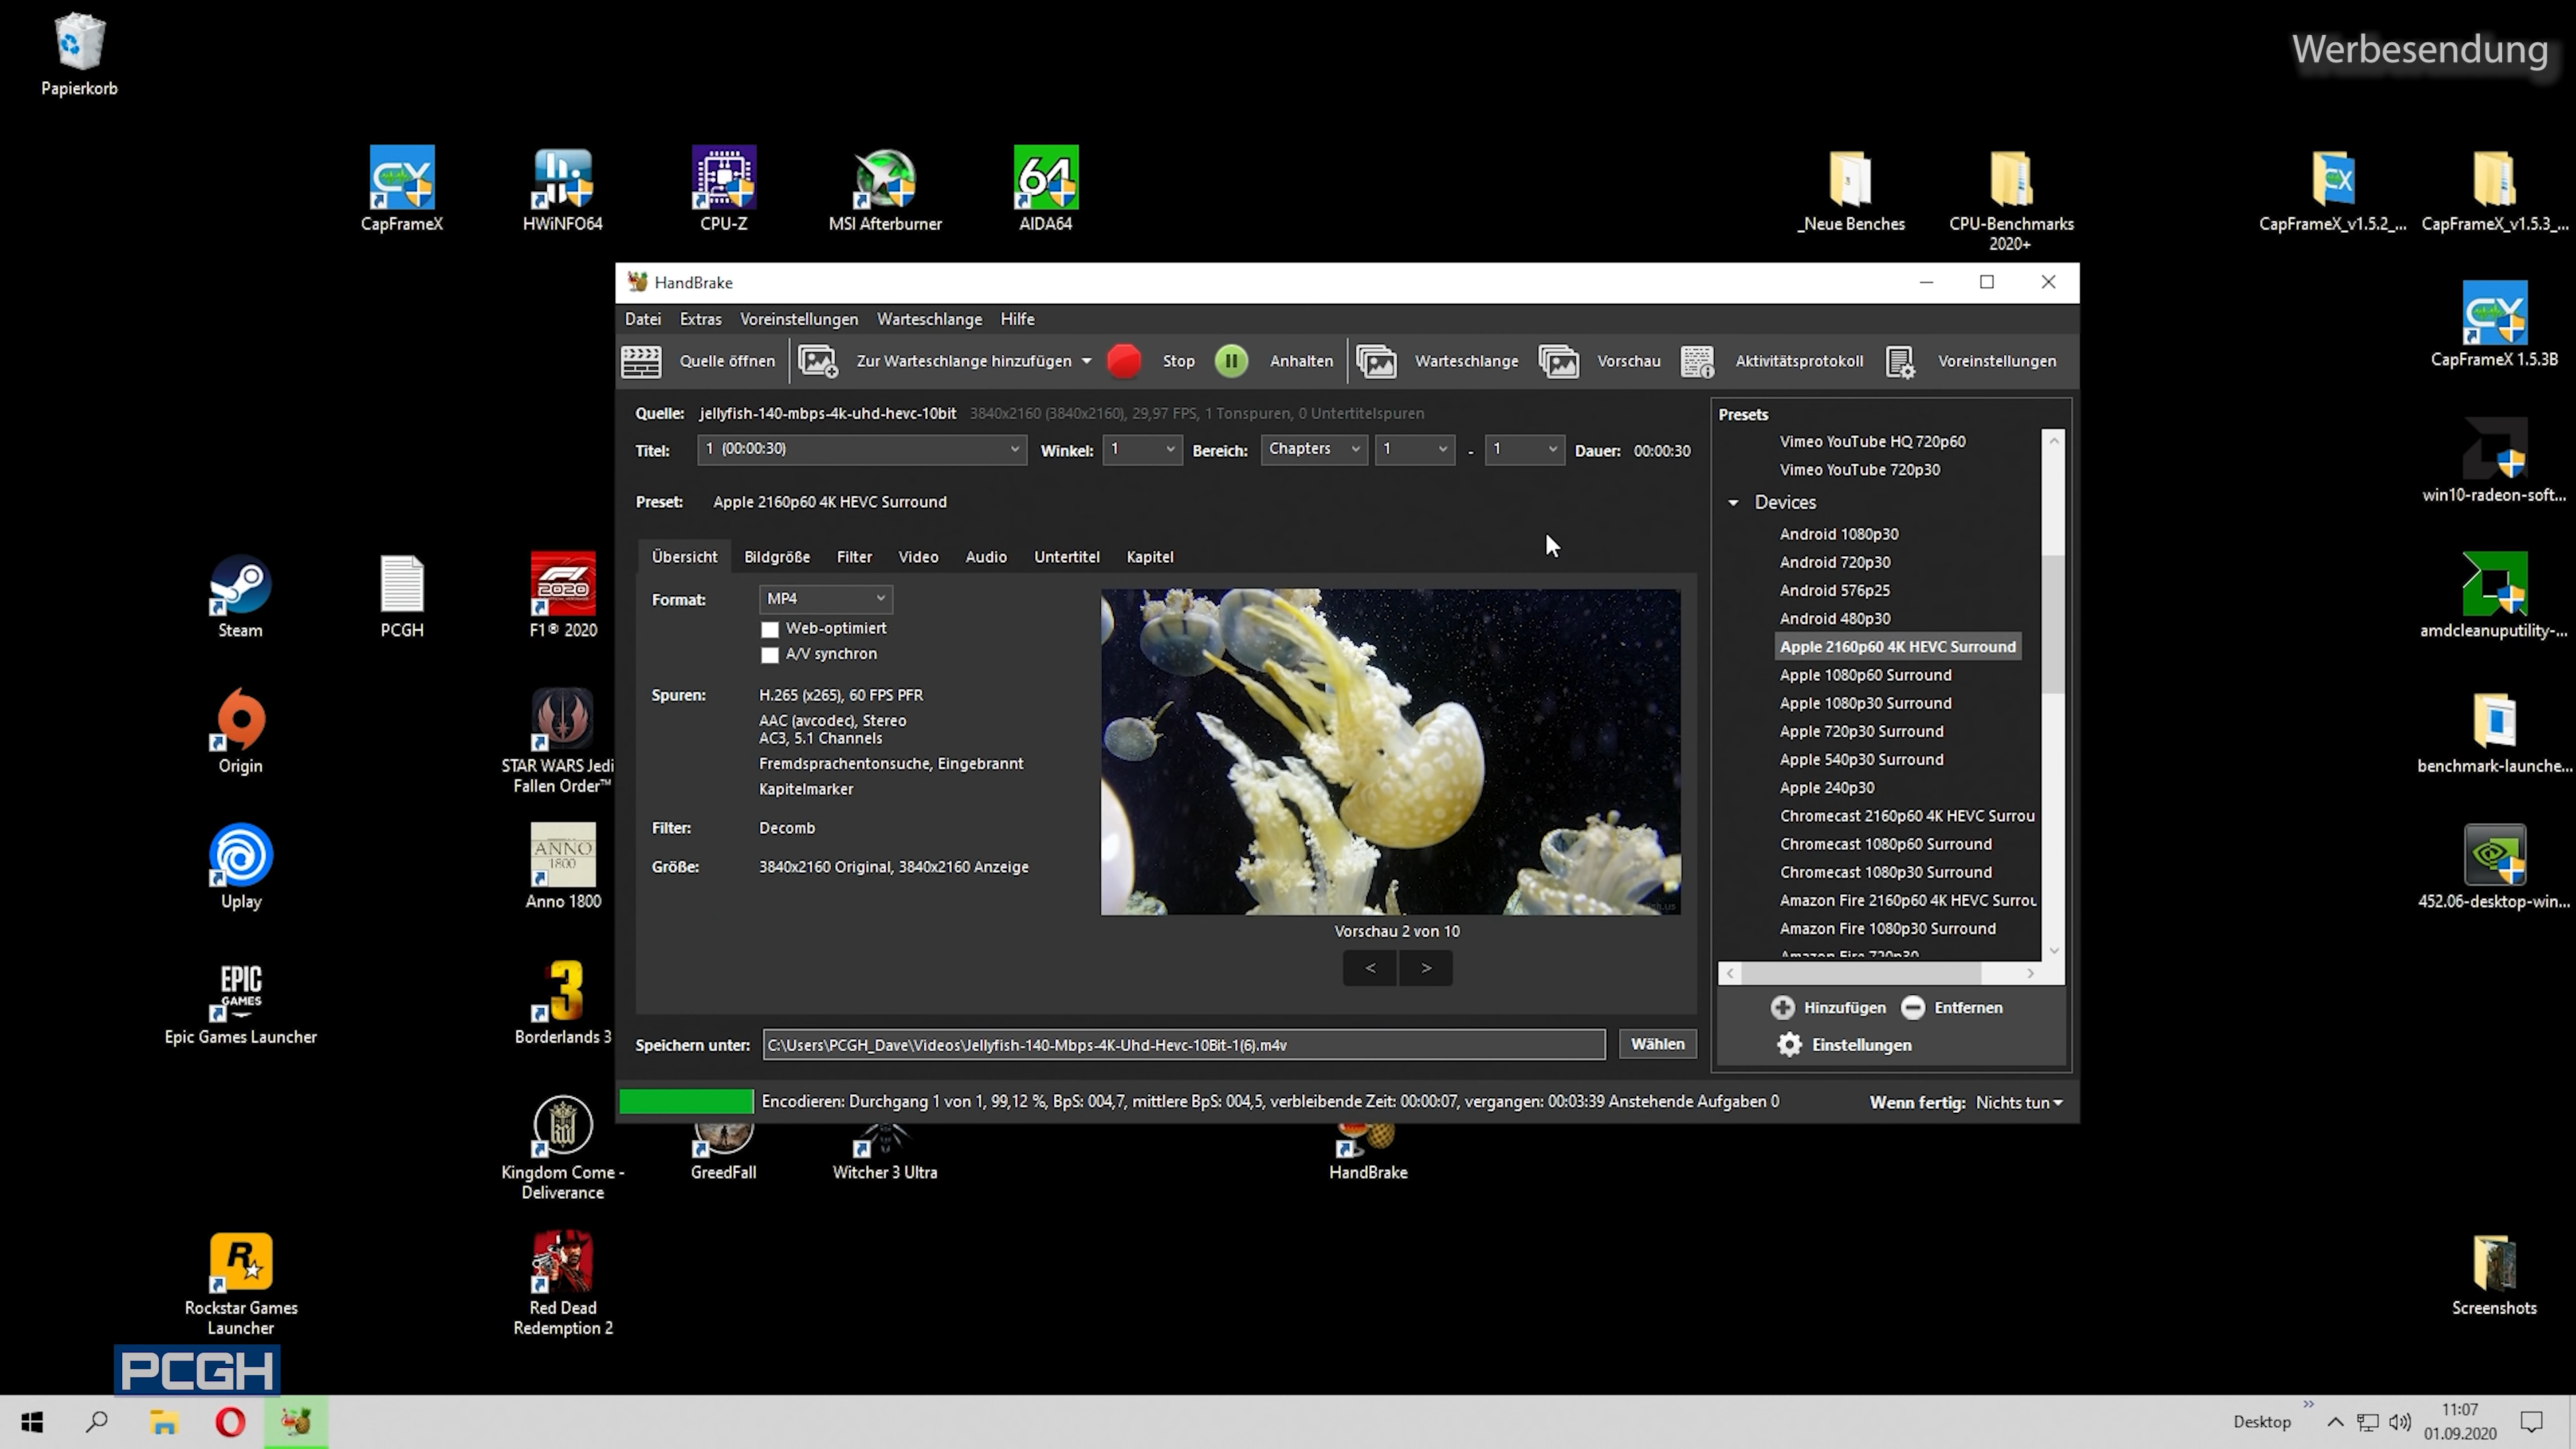 Werbesendung
Papierkorb
CapFrameX
HWiNFO64
CPU-Z
MSI Afterburner
64
AIDA64
_Neue Benches
CPU-Benchmarks
2020+
CapFrameX_v1.5.2_...
CapFrameX_v1.5.3_...
HandBrake
Datei Extras Voreinstellungen Warteschlange Hilfe
Quelle öffnen Zur Warteschlange hinzufügen Stop Anhalten Warteschlange Vorschau Aktivitätsprotokoll Voreinstellungen
Quelle: jellyfish-140-mbps-4k-uhd-hevc-10bit 3840x2160 (3840x2160), 29,97 FPS, 1 Tonspuren, 0 Untertitelspuren
Titel: 1 (00:00:30) Winkel: 1 Bereich: Chapters 1 - 1 Dauer: 00:00:30
Preset: Apple 2160p60 4K HEVC Surround
Übersicht Bildgröße Filter Video Audio Untertitel Kapitel
Format: MP4
Web-optimiert
A/V synchron
Spuren: H.265 (x265), 60 FPS PFR
AAC (avcodec), Stereo
AC3, 5.1 Channels
Fremdsprachentonsuche, Eingebrannt
Kapitelmarker
Filter: Decomb
Größe: 3840x2160 Original, 3840x2160 Anzeige
Vorschau 2 von 10
< >
Speichern unter: C:\Users\PCGH_Dave\Videos\Jellyfish-140-Mbps-4K-Uhd-Hevc-10Bit-1(6).m4v Wählen
Presets
Vimeo YouTube HQ 720p60
Vimeo YouTube 720p30
Devices
Android 1080p30
Android 720p30
Android 576p25
Android 480p30
Apple 2160p60 4K HEVC Surround
Apple 1080p60 Surround
Apple 1080p30 Surround
Apple 720p30 Surround
Apple 540p30 Surround
Apple 240p30
Chromecast 2160p60 4K HEVC Surrou
Chromecast 1080p60 Surround
Chromecast 1080p30 Surround
Amazon Fire 2160p60 4K HEVC Surrou
Amazon Fire 1080p30 Surround
Amazon Fire 720p30
Hinzufügen Entfernen
Einstellungen
Encodieren: Durchgang 1 von 1, 99,12 %, BpS: 004,7, mittlere BpS: 004,5, verbleibende Zeit: 00:00:07, vergangen: 00:03:39 Anstehende Aufgaben 0
Wenn fertig: Nichts tun
CapFrameX 1.5.3B
win10-radeon-soft...
amdcleanuputility-...
benchmark-launche...
452.06-desktop-win...
Screenshots
Steam
PCGH
F1 2020
F1® 2020
Origin
STAR WARS Jedi
Fallen Order™
Uplay
ANNO
1800
Anno 1800
EPIC
GAMES
Epic Games Launcher
3
Borderlands 3
Kingdom Come -
Deliverance
GreedFall
Witcher 3 Ultra
HandBrake
R
Rockstar Games
Launcher
Red Dead
Redemption 2
PCGH
Desktop
11:07
01.09.2020